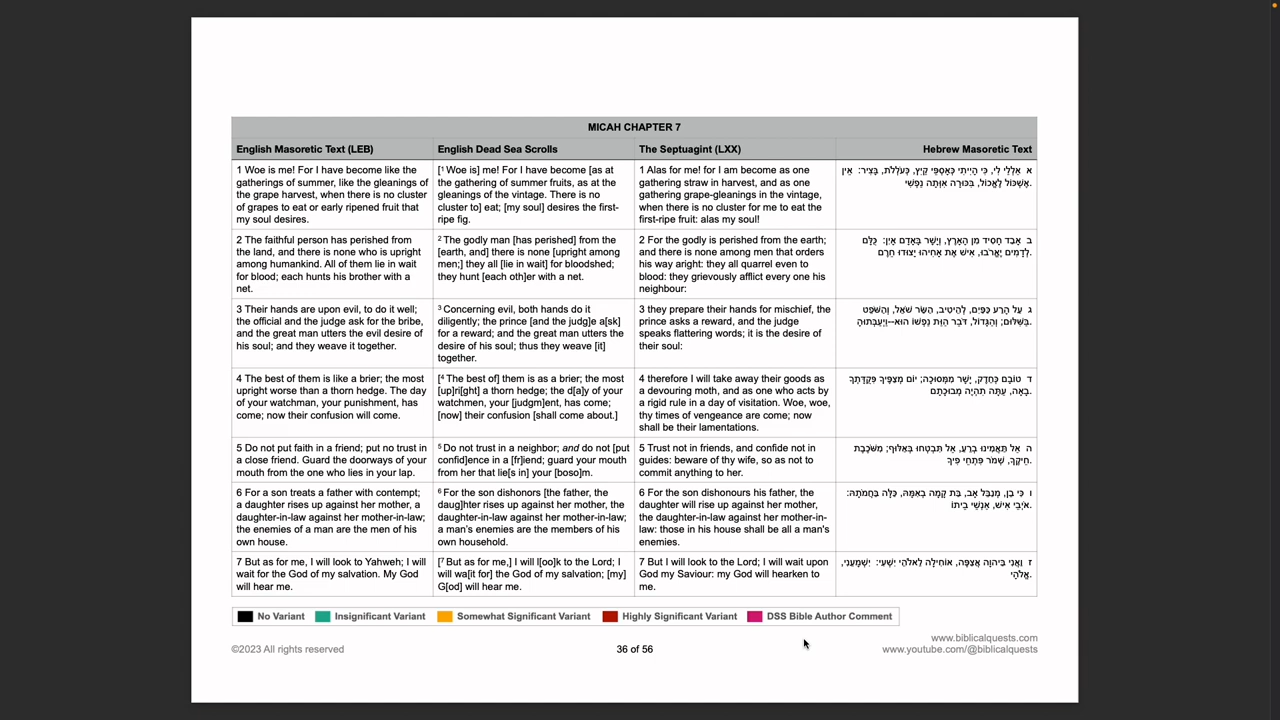 MICAH CHAPTER 7
English Masoretic Text (LEB)
English Dead Sea Scrolls
The Septuagint (LXX)
Hebrew Masoretic Text
1 Woe is me! For I have become like the
gatherings of summer, like the gleanings of
the grape harvest, when there is no cluster
of grapes to eat or early ripened fruit that
my soul desires.
[¹ Woe is] me! For I have become [as at
the gathering of summer fruits, as at the
gleanings of the vintage. There is no
cluster to] eat; [my soul] desires the first-
ripe fig.
1 Alas for me! for I am become as one
gathering straw in harvest, and as one
gathering grape-gleanings in the vintage,
when there is no cluster for me to eat the
first-ripe fruit: alas my soul!
א אַלְלַי לִי, כִּי הָיִיתִי כְּאָסְפֵּי קַיִץ, כְּעֹלְלֹת, בָּצִיר: אֵין
אֶשְׁכּוֹל לֶאֱכוֹל, בִּכּוּרָה אִוְּתָה נַפְשִׁי.
2 The faithful person has perished from
the land, and there is none who is upright
among humankind. All of them lie in wait
for blood; each hunts his brother with a
net.
² The godly man [has perished] from the
[earth, and] there is none [upright among
men;] they all [lie in wait] for bloodshed;
they hunt [each oth]er with a net.
2 For the godly is perished from the earth;
and there is none among men that orders
his way aright: they all quarrel even to
blood: they grievously afflict every one his
neighbour:
ב אָבַד חָסִיד מִן הָאָרֶץ, וְיָשָׁר בָּאָדָם אָיִן: כֻּלָּם
לְדָמִים יֶאֱרֹבוּ, אִישׁ אֶת אָחִיהוּ יָצוּדוּ חֵרֶם.
3 Their hands are upon evil, to do it well;
the official and the judge ask for the bribe,
and the great man utters the evil desire of
his soul; and they weave it together.
³ Concerning evil, both hands do it
diligently; the prince [and the judg]e a[sk]
for a reward; and the great man utters the
desire of his soul; thus they weave [it]
together.
3 they prepare their hands for mischief, the
prince asks a reward, and the judge
speaks flattering words; it is the desire of
their soul:
ג עַל הָרַע כַּפַּיִם, לְהֵיטִיב, הַשַּׂר שֹׁאֵל, וְהַשֹּׁפֵט
בַּשִּׁלּוּם; וְהַגָּדוֹל, דֹּבֵר הַוַּת נַפְשׁוֹ הוּא--וַיְעַבְּתוּהָ.
4 The best of them is like a brier; the most
upright worse than a thorn hedge. The day
of your watchman, your punishment, has
come; now their confusion will come.
[⁴ The best of] them is as a brier; the most
[up]ri[ght] a thorn hedge; the d[a]y of your
watchmen, your [judgm]ent, has come;
[now] their confusion [shall come about.]
4 therefore I will take away their goods as
a devouring moth, and as one who acts by
a rigid rule in a day of visitation. Woe, woe,
thy times of vengeance are come; now
shall be their lamentations.
ד טוֹבָם כְּחֵדֶק, יָשָׁר מִמְּסוּכָה; יוֹם מְצַפֶּיךָ פְּקֻדָּתְךָ
בָאָה, עַתָּה תִהְיֶה מְבוּכָתָם.
5 Do not put faith in a friend; put no trust in
a close friend. Guard the doorways of your
mouth from the one who lies in your lap.
⁵ Do not trust in a neighbor; and do not [put
confid]ence in a [fr]iend; guard your mouth
from her that lie[s in] your [boso]m.
5 Trust not in friends, and confide not in
guides: beware of thy wife, so as not to
commit anything to her.
ה אַל תַּאֲמִינוּ בְרֵעַ, אַל תִּבְטְחוּ בְּאַלּוּף; מִשֹּׁכֶבֶת
חֵיקֶךָ, שְׁמֹר פִּתְחֵי פִיךָ.
6 For a son treats a father with contempt;
a daughter rises up against her mother, a
daughter-in-law against her mother-in-law;
the enemies of a man are the men of his
own house.
⁶ For the son dishonors [the father, the
daug]hter rises up against her mother, the
daughter-in-law against her mother-in-law;
a man's enemies are the members of his
own household.
6 For the son dishonours his father, the
daughter will rise up against her mother,
the daughter-in-law against her mother-in-
law: those in his house shall be all a man's
enemies.
ו כִּי בֵן, מְנַבֵּל אָב, בַּת קָמָה בְאִמָּהּ, כַּלָּה בַּחֲמֹתָהּ:
אֹיְבֵי אִישׁ, אַנְשֵׁי בֵיתוֹ.
7 But as for me, I will look to Yahweh; I will
wait for the God of my salvation. My God
will hear me.
[⁷ But as for me,] I will l[oo]k to the Lord; I
will wa[it for] the God of my salvation; [my]
G[od] will hear me.
7 But I will look to the Lord; I will wait upon
God my Saviour: my God will hearken to
me.
ז וַאֲנִי בַּיהוָה אֲצַפֶּה, אוֹחִילָה לֵאלֹהֵי יִשְׁעִי: יִשְׁמָעֵנִי,
אֱלֹהָי.
No Variant
Insignificant Variant
Somewhat Significant Variant
Highly Significant Variant
DSS Bible Author Comment
©2023 All rights reserved
36 of 56
www.biblicalquests.com
www.youtube.com/@biblicalquests